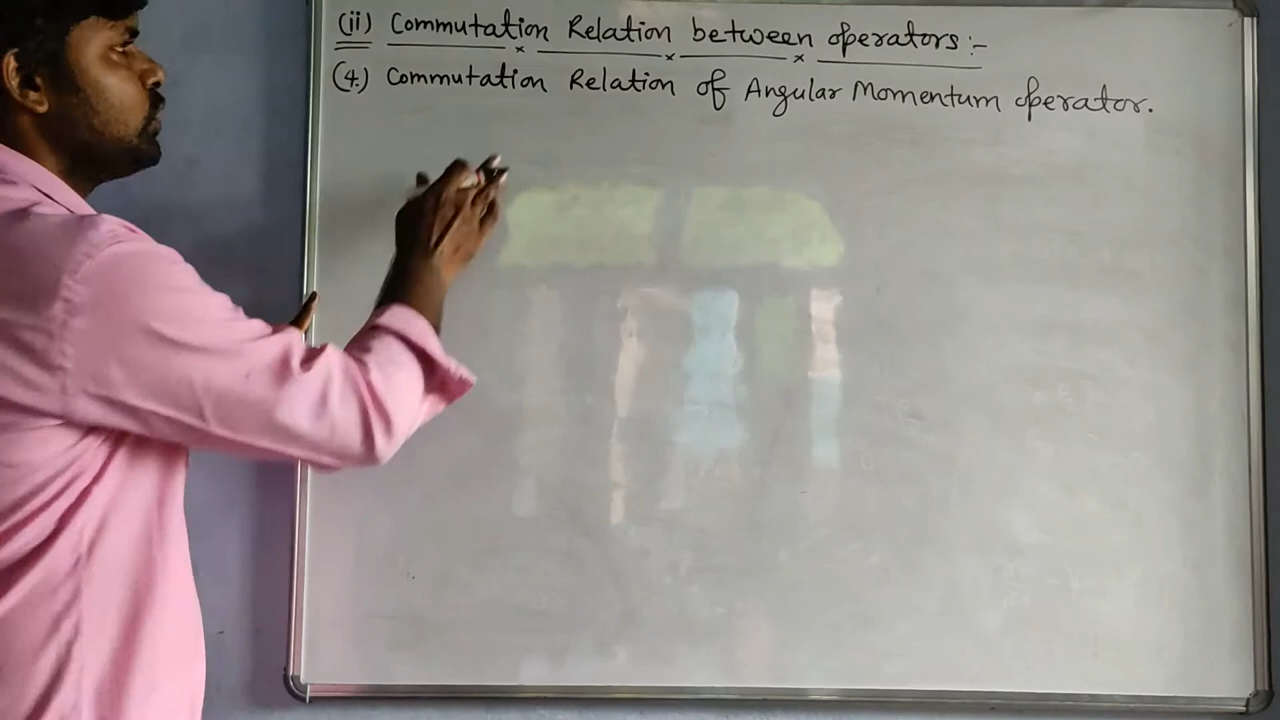 (ii) Commutation Relation between operators:-
(4.) Commutation Relation of Angular Momentum operator.